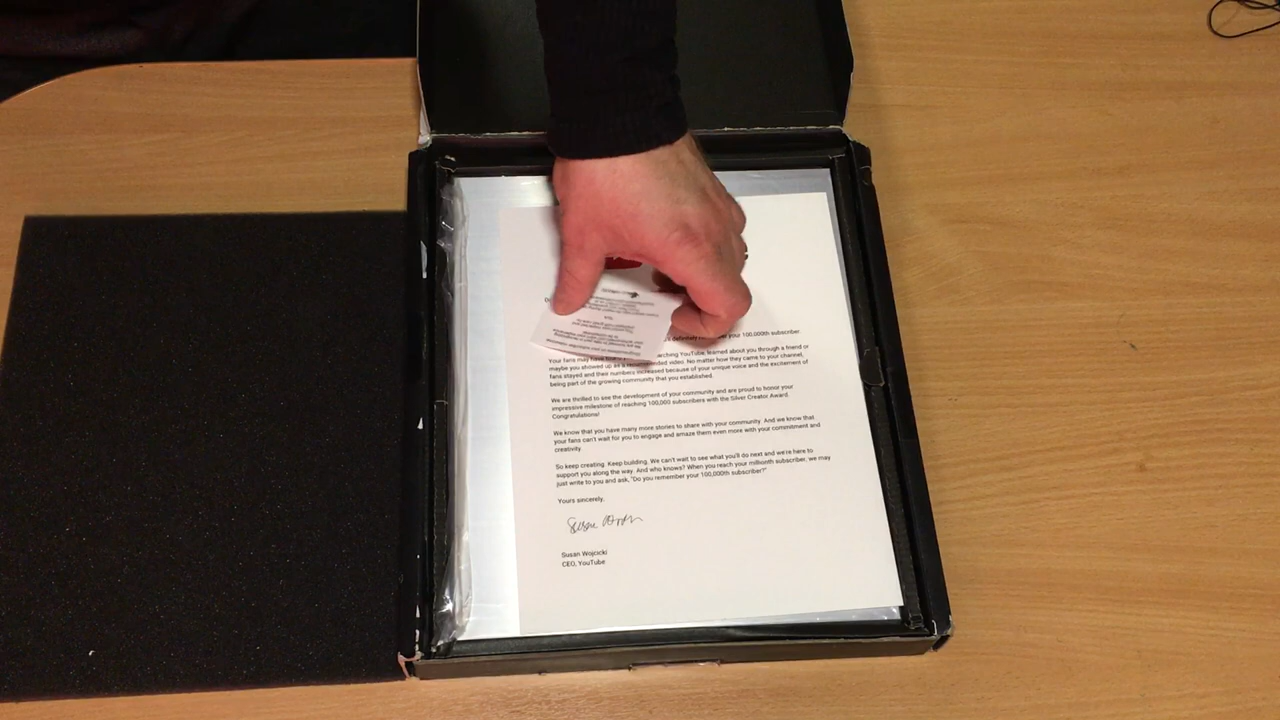 definitely remember your 100,000th subscriber.
Your fans may have been searching YouTube, learned about you through a friend or
maybe you showed up as a recommended video. No matter how they came to your channel,
fans stayed and their numbers increased because of your unique voice and the excitement of
being part of the growing community that you established.
We are thrilled to see the development of your community and are proud to honor your
impressive milestone of reaching 100,000 subscribers with the Silver Creator Award.
Congratulations!
We know that you have many more stories to share with your community. And we know that
your fans can't wait for you to engage and amaze them even more with your commitment and
creativity.
So keep creating. Keep building. We can't wait to see what you'll do next and we're here to
support you along the way. And who knows? When you reach your millionth subscriber, we may
just write to you and ask, "Do you remember your 100,000th subscriber?"
Yours sincerely,
Susan Wojcicki
CEO, YouTube